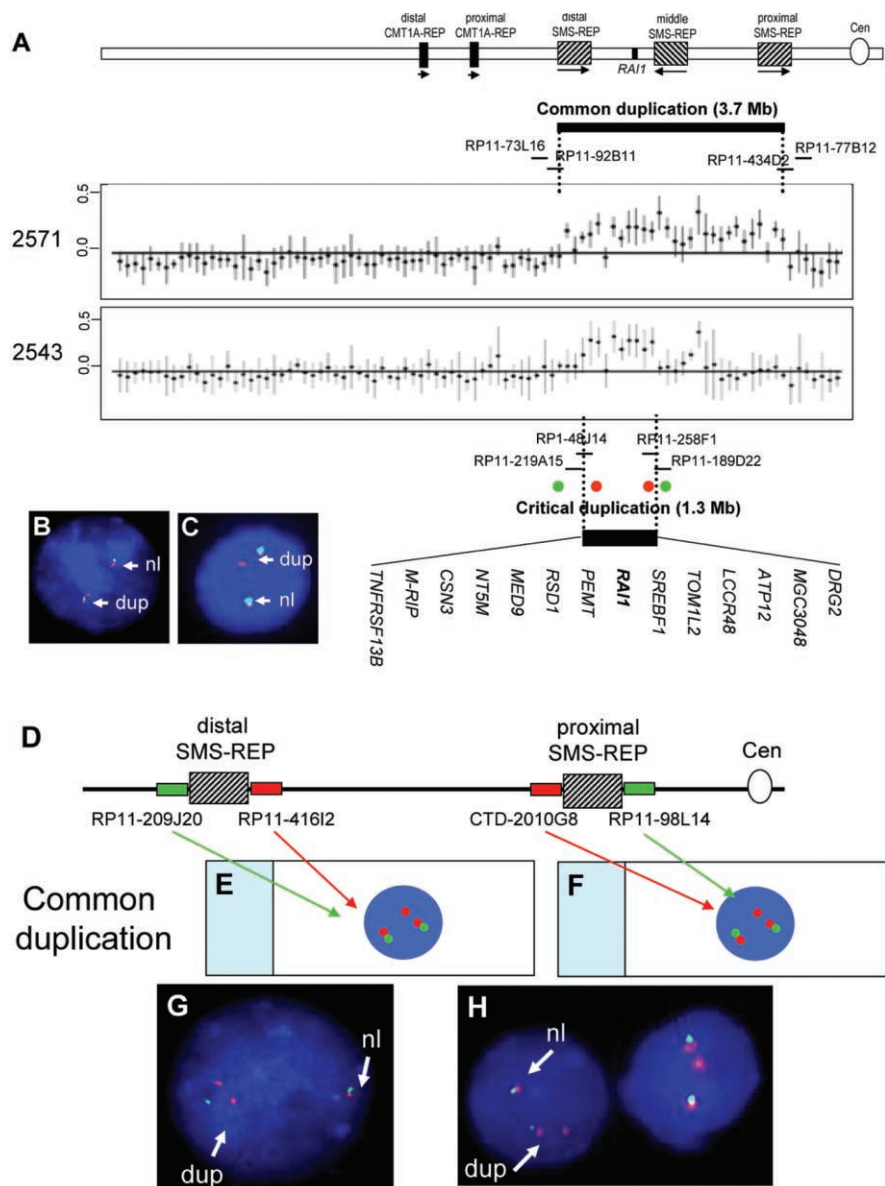 A
distal CMT1A-REP
proximal CMT1A-REP
distal SMS-REP
middle SMS-REP
proximal SMS-REP
Cen
RAI1
Common duplication (3.7 Mb)
RP11-73L16
RP11-92B11
RP11-434D2
RP11-77B12
2571
0.5
0.0
2543
0.5
0.0
RP1-48J14
RP11-258F1
RP11-219A15
RP11-189D22
Critical duplication (1.3 Mb)
B
nl
dup
C
dup
nl
TNFRSF13B
M-RIP
CSN3
NT5M
MED9
RSD1
PEMT
RAI1
SREBF1
TOM1L2
LCCR48
ATP12
MGC3048
DRG2
D
distal SMS-REP
proximal SMS-REP
Cen
RP11-209J20
RP11-416I2
CTD-2010G8
RP11-98L14
Common duplication
E
F
G
nl
dup
H
nl
dup